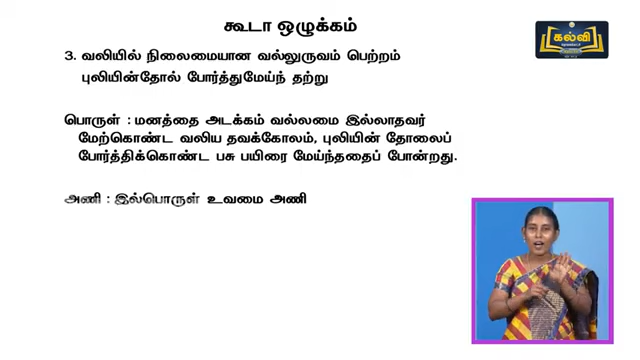 கூடா ஒழுக்கம்
கல்வி
3. வலியில் நிலைமையான வல்லுருவம் பெற்றம்
புலியின்தோல் போர்த்துமேய்ந் தற்று
பொருள் : மனத்தை அடக்கம் வல்லமை இல்லாதவர்
மேற்கொண்ட வலிய தவக்கோலம், புலியின் தோலைப்
போர்த்திக்கொண்ட பசு பயிரை மேய்ந்ததைப் போன்றது.
அணி : இல்பொருள் உவமை அணி